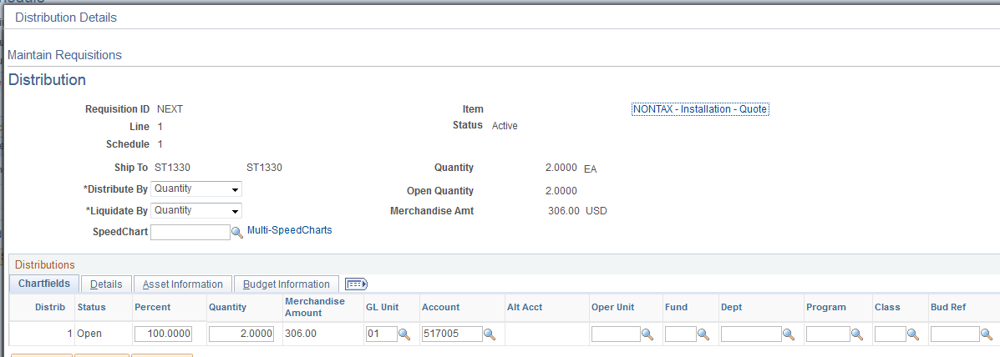 Distribution Details
Maintain Requisitions
Distribution
Requisition ID NEXT Item NONTAX - Installation - Quote
Line 1 Status Active
Schedule 1
Ship To ST1330 ST1330 Quantity 2.0000 EA
*Distribute By Quantity Open Quantity 2.0000
*Liquidate By Quantity Merchandise Amt 306.00 USD
SpeedChart Multi-SpeedCharts
Distributions
Chartfields Details Asset Information Budget Information
Distrib Status Percent Quantity Merchandise Amount GL Unit Account Alt Acct Oper Unit Fund Dept Program Class Bud Ref
1 Open 100.0000 2.0000 306.00 01 517005